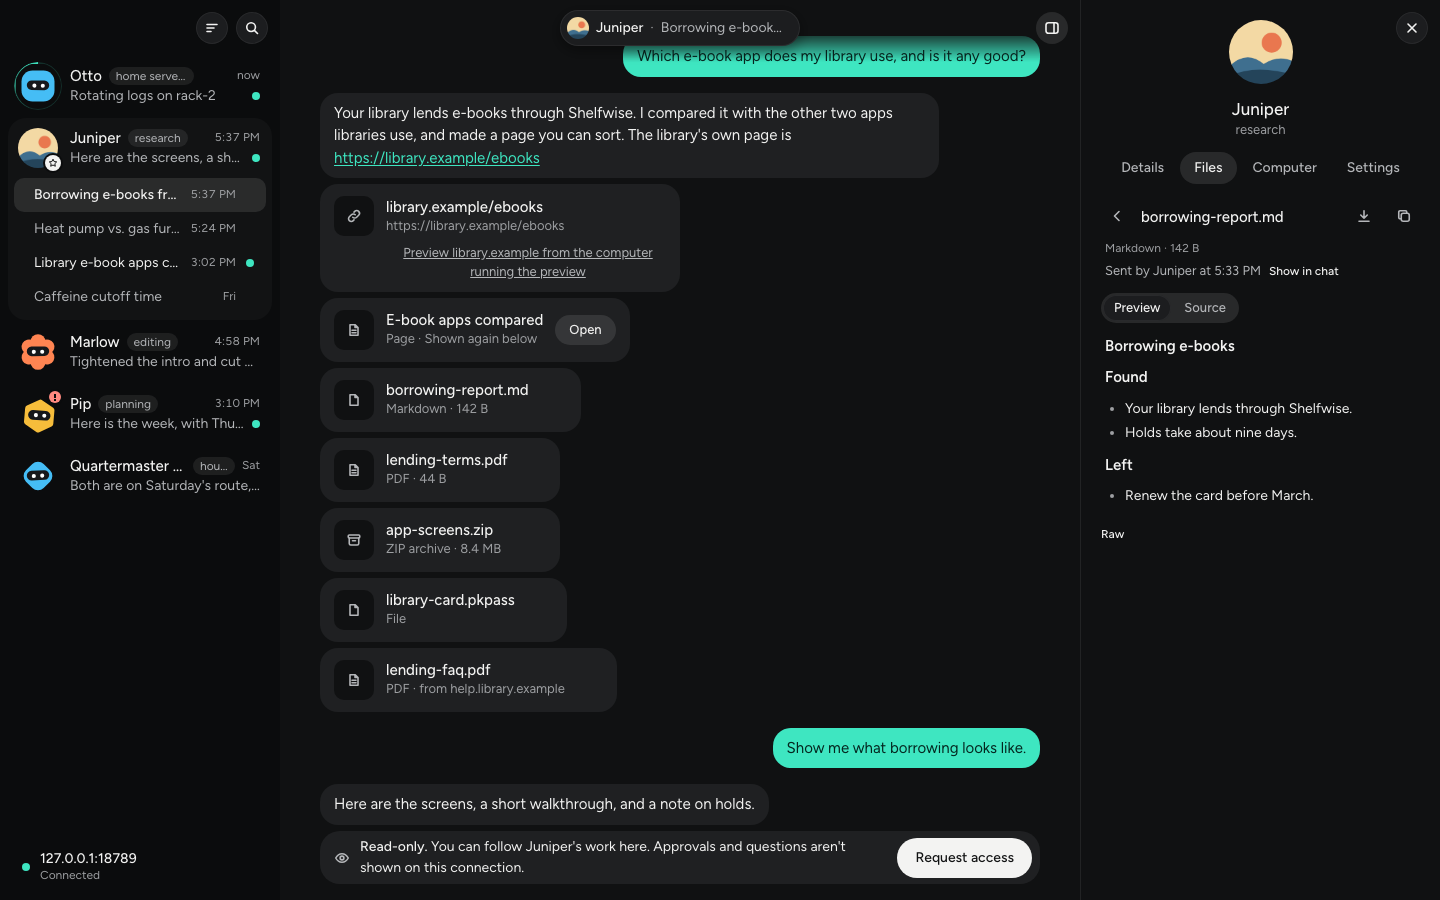 Otto
home serve...
now
Rotating logs on rack-2
Juniper
research
5:37 PM
Here are the screens, a sh...
Borrowing e-books fr...
5:37 PM
Heat pump vs. gas fur...
5:24 PM
Library e-book apps c...
3:02 PM
Caffeine cutoff time
Fri
Marlow
editing
4:58 PM
Tightened the intro and cut ...
Pip
planning
3:10 PM
Here is the week, with Thu...
Quartermaster ...
hou...
Sat
Both are on Saturday's route,...
127.0.0.1:18789
Connected
Juniper · Borrowing e-book...
Which e-book app does my library use, and is it any good?
Your library lends e-books through Shelfwise. I compared it with the other two apps
libraries use, and made a page you can sort. The library's own page is
https://library.example/ebooks
library.example/ebooks
https://library.example/ebooks
Preview library.example from the computer
running the preview
E-book apps compared
Page · Shown again below
Open
borrowing-report.md
Markdown · 142 B
lending-terms.pdf
PDF · 44 B
app-screens.zip
ZIP archive · 8.4 MB
library-card.pkpass
File
lending-faq.pdf
PDF · from help.library.example
Show me what borrowing looks like.
Here are the screens, a short walkthrough, and a note on holds.
Read-only. You can follow Juniper's work here. Approvals and questions aren't
shown on this connection.
Request access
Juniper
research
Details
Files
Computer
Settings
borrowing-report.md
Markdown · 142 B
Sent by Juniper at 5:33 PM
Show in chat
Preview
Source
Borrowing e-books
Found
• Your library lends through Shelfwise.
• Holds take about nine days.
Left
• Renew the card before March.
Raw